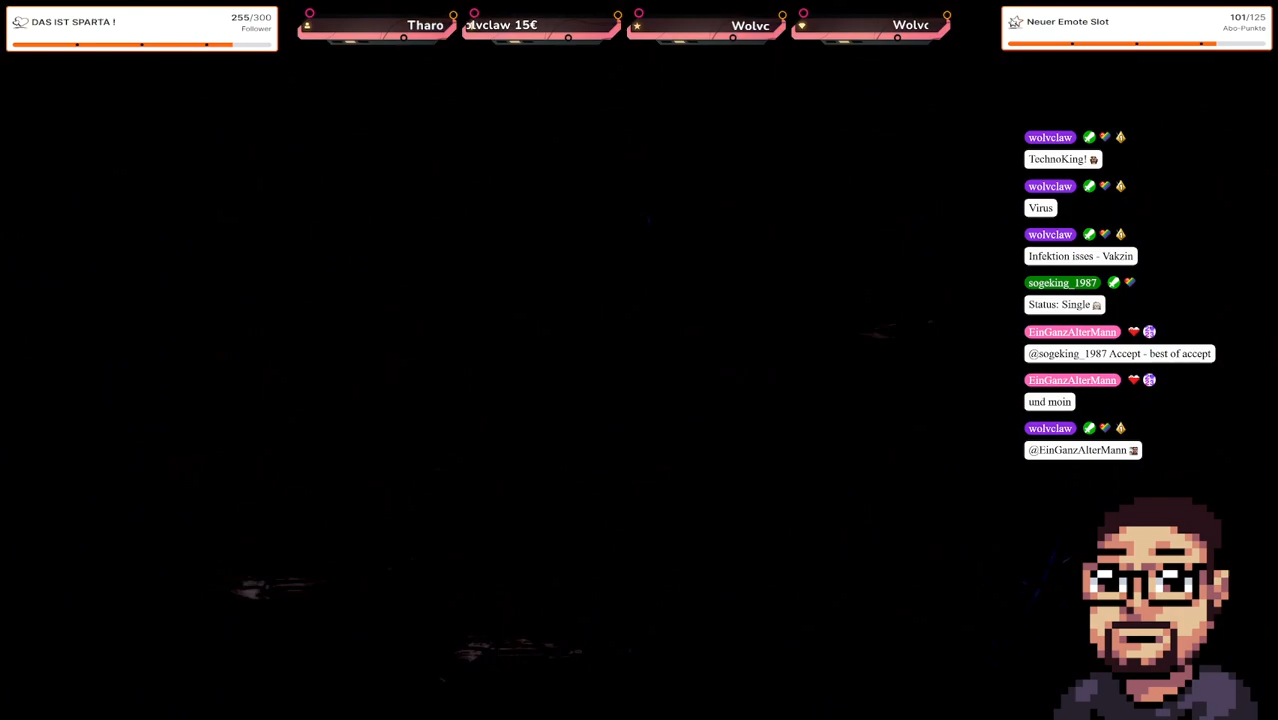 DAS IST SPARTA !
255/300
Follower
Tharo
lvclaw 15€
Wolvc
Wolvc
Neuer Emote Slot
101/125
Abo-Punkte
wolvclaw
TechnoKing!
wolvclaw
Virus
wolvclaw
Infektion isses - Vakzin
sogeking_1987
Status: Single
EinGanzAlterMann
@sogeking_1987 Accept - best of accept
EinGanzAlterMann
und moin
wolvclaw
@EinGanzAlterMann